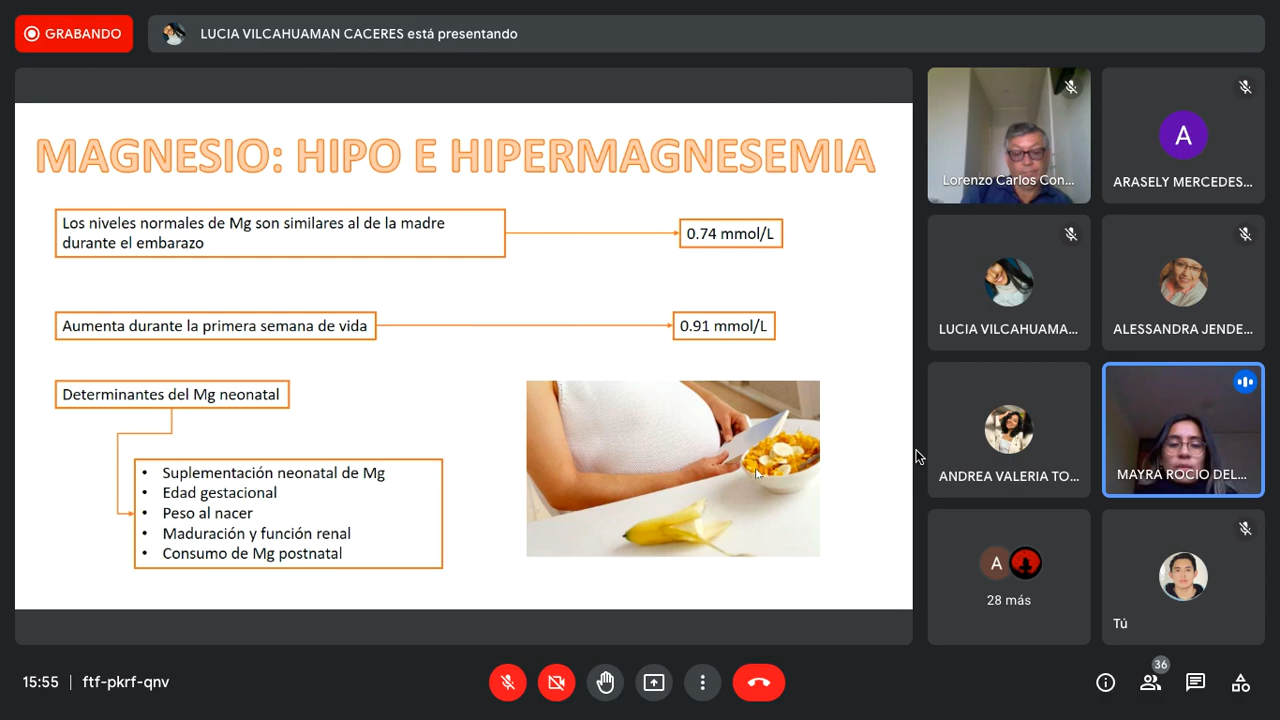 GRABANDO
LUCIA VILCAHUAMAN CACERES está presentando
MAGNESIO: HIPO E HIPERMAGNESEMIA
Los niveles normales de Mg son similares al de la madre
durante el embarazo
0.74 mmol/L
Aumenta durante la primera semana de vida
0.91 mmol/L
Determinantes del Mg neonatal
• Suplementación neonatal de Mg
• Edad gestacional
• Peso al nacer
• Maduración y función renal
• Consumo de Mg postnatal
Lorenzo Carlos Con...
A
ARASELY MERCEDES...
LUCIA VILCAHUAMA...
ALESSANDRA JENDE...
ANDREA VALERIA TO...
MAYRA ROCIO DEL...
A
28 más
Tú
15:55 | ftf-pkrf-qnv
36